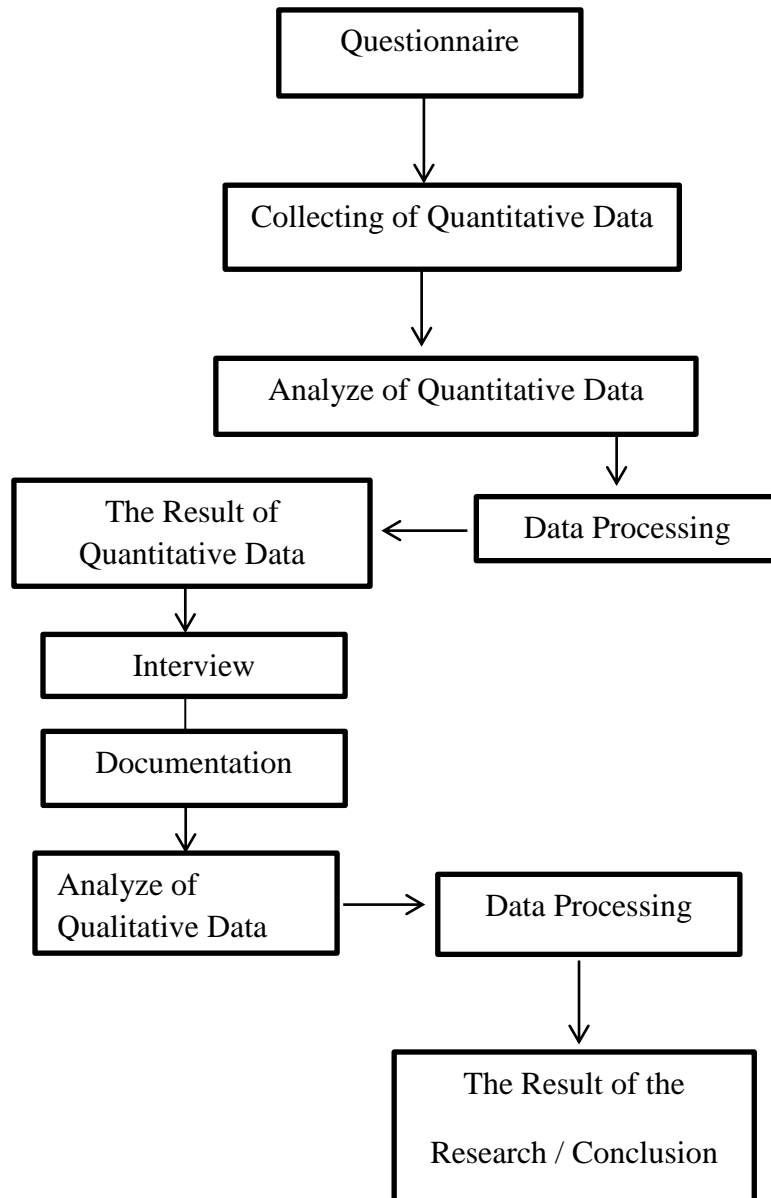 Questionnaire
Collecting of Quantitative Data
Analyze of Quantitative Data
The Result of
Quantitative Data
Data Processing
Interview
Documentation
Analyze of
Qualitative Data
Data Processing
The Result of the
Research / Conclusion